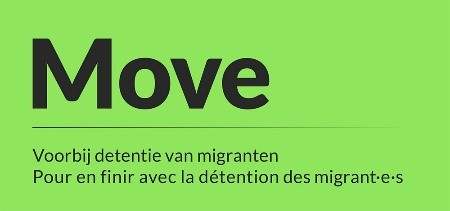 Move
Voorbij detentie van migranten
Pour en finir avec la détention des migrant·e·s